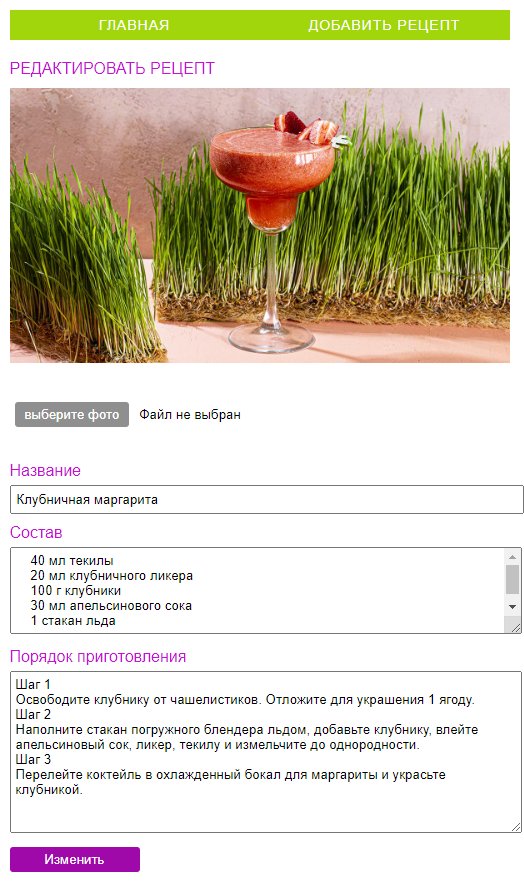 ГЛАВНАЯ ДОБАВИТЬ РЕЦЕПТ
РЕДАКТИРОВАТЬ РЕЦЕПТ
выберите фото Файл не выбран
Название
Клубничная маргарита
Состав
40 мл текилы
20 мл клубничного ликера
100 г клубники
30 мл апельсинового сока
1 стакан льда
Порядок приготовления
Шаг 1
Освободите клубнику от чашелистиков. Отложите для украшения 1 ягоду.
Шаг 2
Наполните стакан погружного блендера льдом, добавьте клубнику, влейте
апельсиновый сок, ликер, текилу и измельчите до однородности.
Шаг 3
Перелейте коктейль в охлажденный бокал для маргариты и украсьте
клубникой.
Изменить